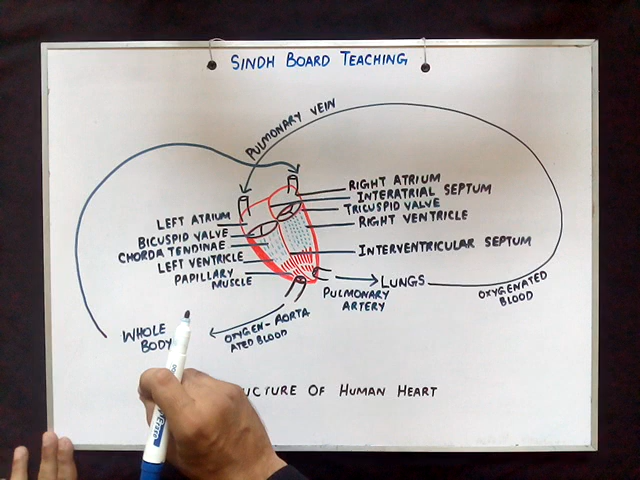 SINDH BOARD TEACHING
PULMONARY VEIN
RIGHT ATRIUM
INTERATRIAL SEPTUM
TRICUSPID VALVE
RIGHT VENTRICLE
INTERVENTRICULAR SEPTUM
LEFT ATRIUM
BICUSPID VALVE
CHORDA TENDINAE
LEFT VENTRICLE
PAPILLARY
MUSCLE
LUNGS
PULMONARY
ARTERY
OXYGENATED
BLOOD
OXYGEN-AORTA
ATED BLOOD
WHOLE
BODY
UCTURE OF HUMAN HEART